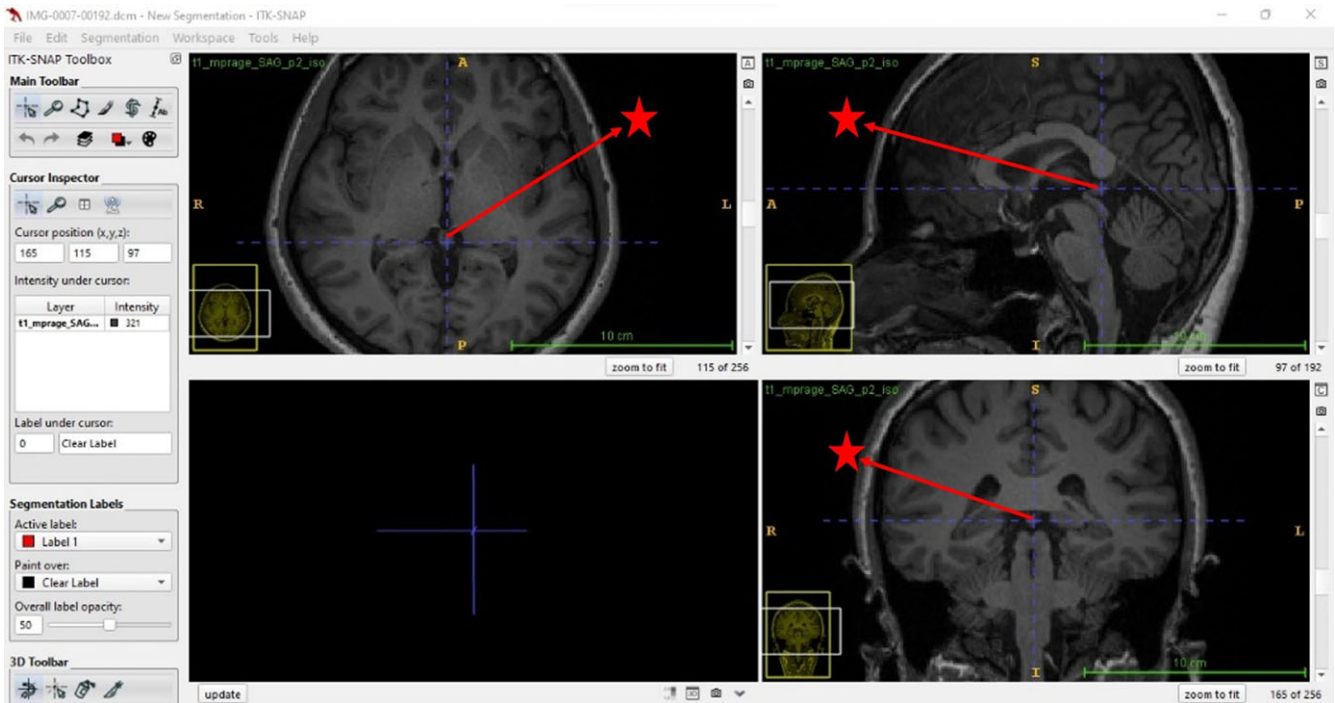 IMG-0007-00192.dcm - New Segmentation - ITK-SNAP
File Edit Segmentation Workspace Tools Help
ITK-SNAP Toolbox
Main Toolbar
Cursor Inspector
Cursor position (x,y,z):
165 115 97
Intensity under cursor:
Layer Intensity
t1_mprage_SAG... 321
Label under cursor:
0 Clear Label
Segmentation Labels
Active label:
Label 1
Paint over:
Clear Label
Overall label opacity:
50
3D Toolbar
t1_mprage_SAG_p2_iso
A
A
R
L
10 cm
P
zoom to fit 115 of 256
t1_mprage_SAG_p2_iso
S
S
A
P
10 cm
I
zoom to fit 97 of 192
update
3D
t1_mprage_SAG_p2_iso
S
C
R
L
10 cm
I
zoom to fit 165 of 256